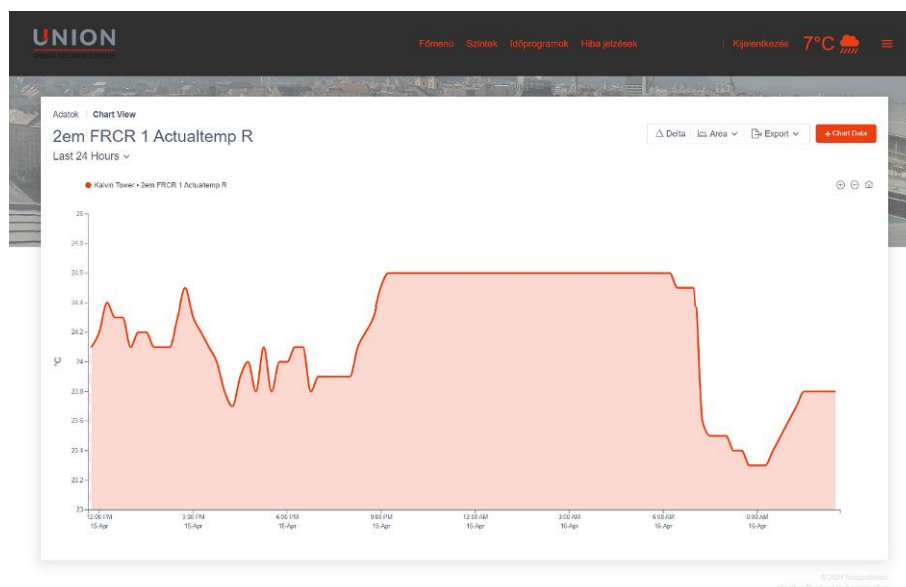 UNION
Főmenü Szintek Időprogramok Hiba jelzések | Kijelentkezés 7°C
Adatok / Chart View
2em FRCR 1 Actualtemp R
Last 24 Hours
Delta Area Export + Chart Data
Kalvin Tower • 2em FRCR 1 Actualtemp R
25
24.8
24.6
24.4
24.2
24
23.8
23.6
23.4
23.2
23
°C
12:00 PM 3:00 PM 6:00 PM 9:00 PM 12:00 AM 3:00 AM 6:00 AM 9:00 AM
15-Apr 15-Apr 15-Apr 15-Apr 16-Apr 16-Apr 16-Apr 16-Apr